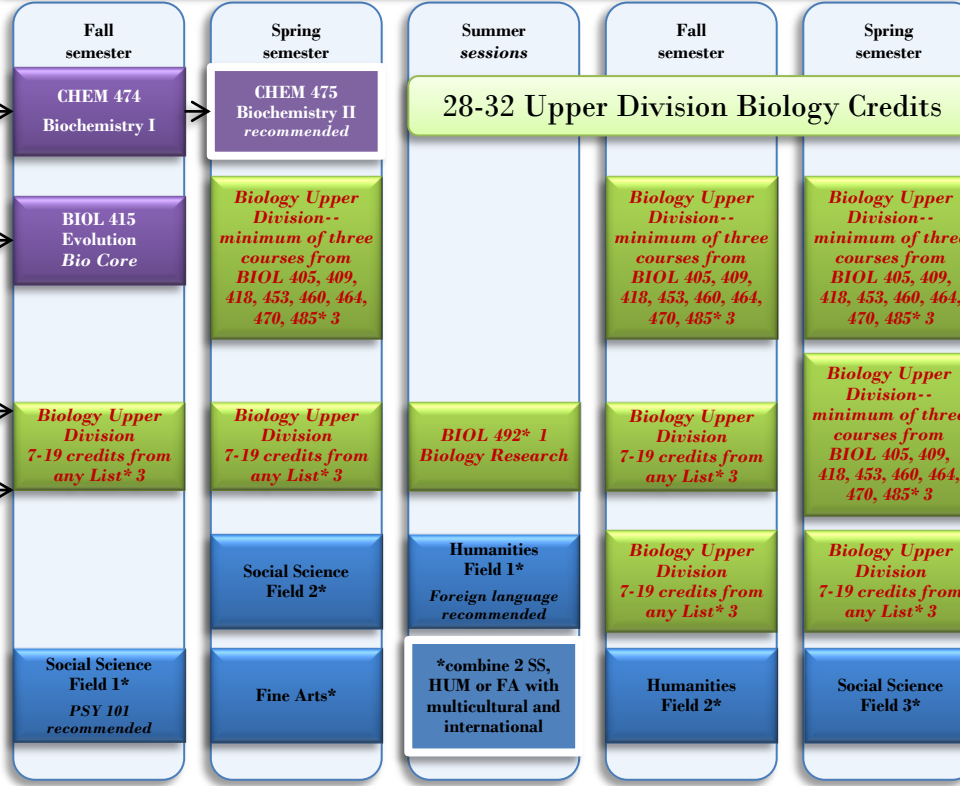 Fall
semester
CHEM 474
Biochemistry I
BIOL 415
Evolution
Bio Core
Biology Upper
Division
7-19 credits from
any List* 3
Social Science
Field 1*
PSY 101
recommended
Spring
semester
CHEM 475
Biochemistry II
recommended
Biology Upper
Division--
minimum of three
courses from
BIOL 405, 409,
418, 453, 460, 464,
470, 485* 3
Biology Upper
Division
7-19 credits from
any List* 3
Social Science
Field 2*
Fine Arts*
Summer
sessions
28-32 Upper Division Biology Credits
BIOL 492* 1
Biology Research
Humanities
Field 1*
Foreign language
recommended
*combine 2 SS,
HUM or FA with
multicultural and
international
Fall
semester
Biology Upper
Division--
minimum of three
courses from
BIOL 405, 409,
418, 453, 460, 464,
470, 485* 3
Biology Upper
Division
7-19 credits from
any List* 3
Biology Upper
Division
7-19 credits from
any List* 3
Humanities
Field 2*
Spring
semester
Biology Upper
Division--
minimum of three
courses from
BIOL 405, 409,
418, 453, 460, 464,
470, 485* 3
Biology Upper
Division--
minimum of three
courses from
BIOL 405, 409,
418, 453, 460, 464,
470, 485* 3
Biology Upper
Division
7-19 credits from
any List* 3
Social Science
Field 3*